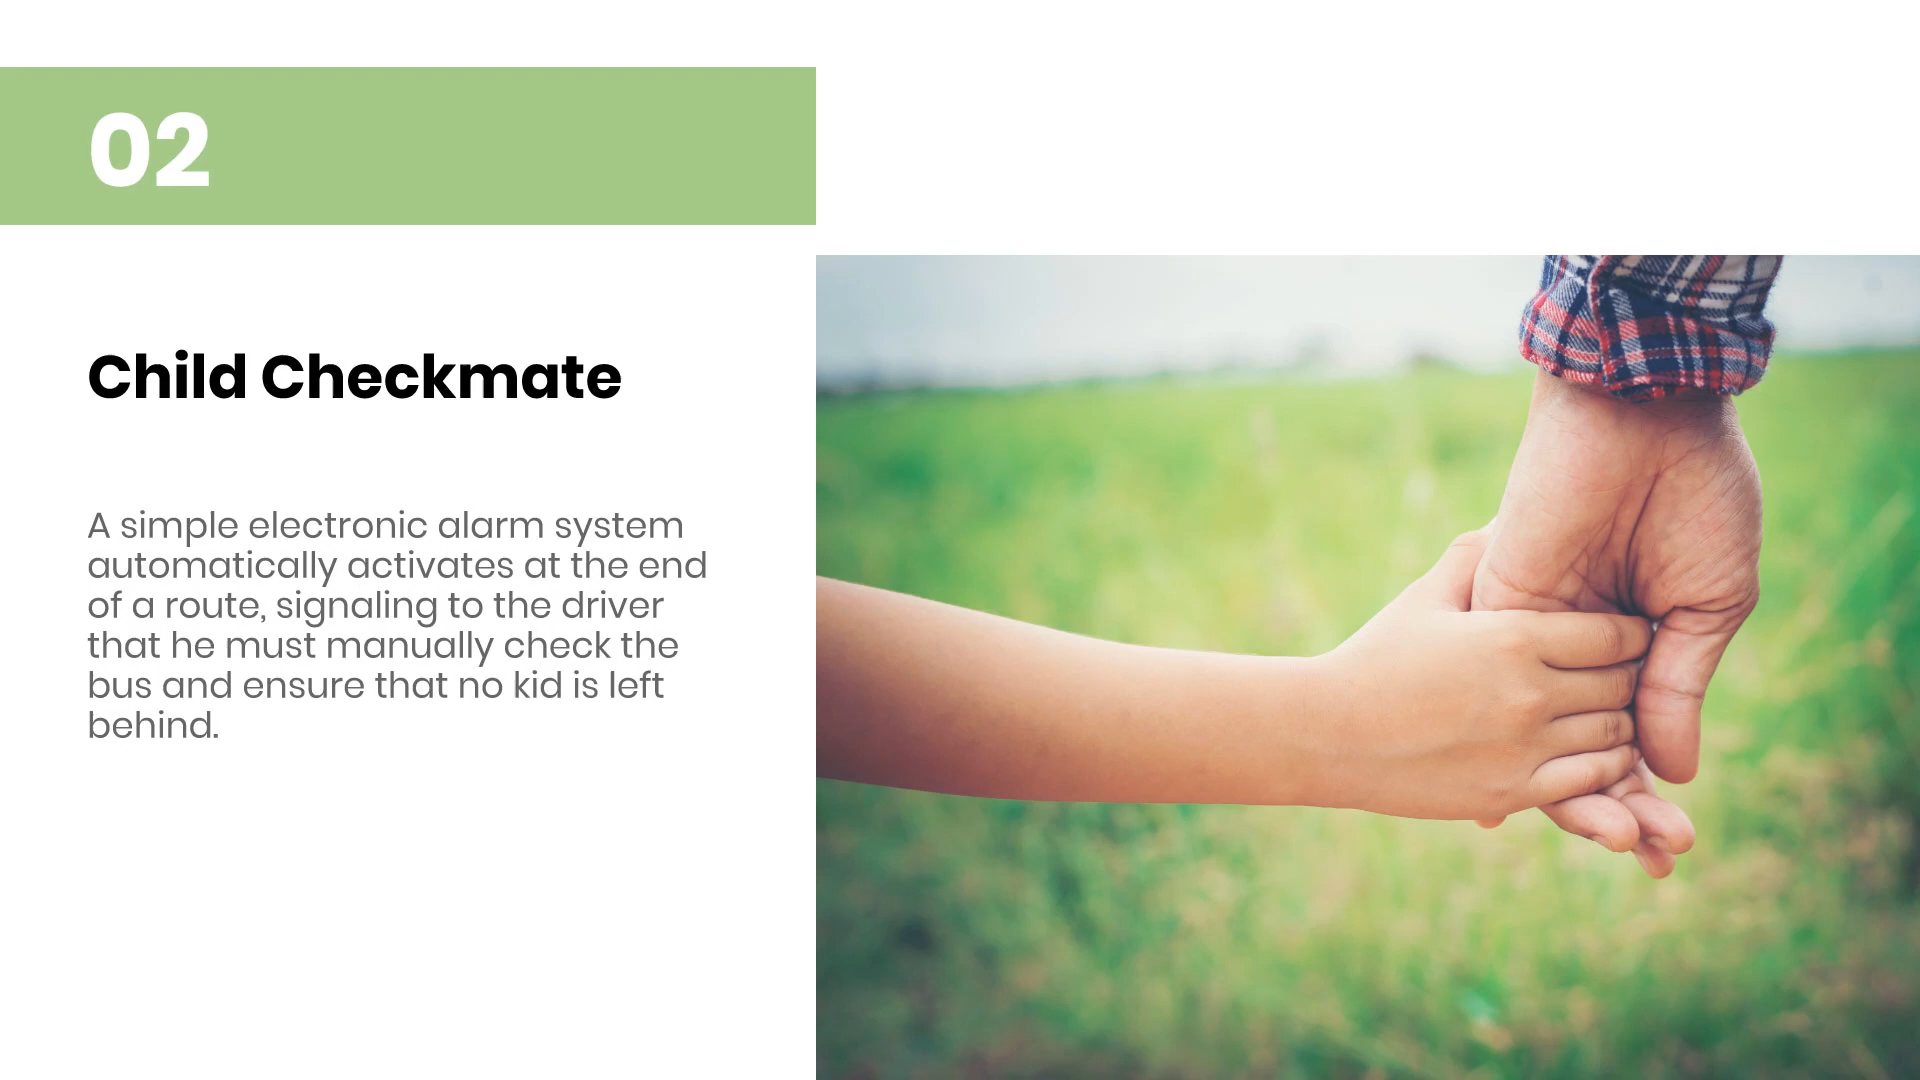 02
Child Checkmate
A simple electronic alarm system
automatically activates at the end
of a route, signaling to the driver
that he must manually check the
bus and ensure that no kid is left
behind.